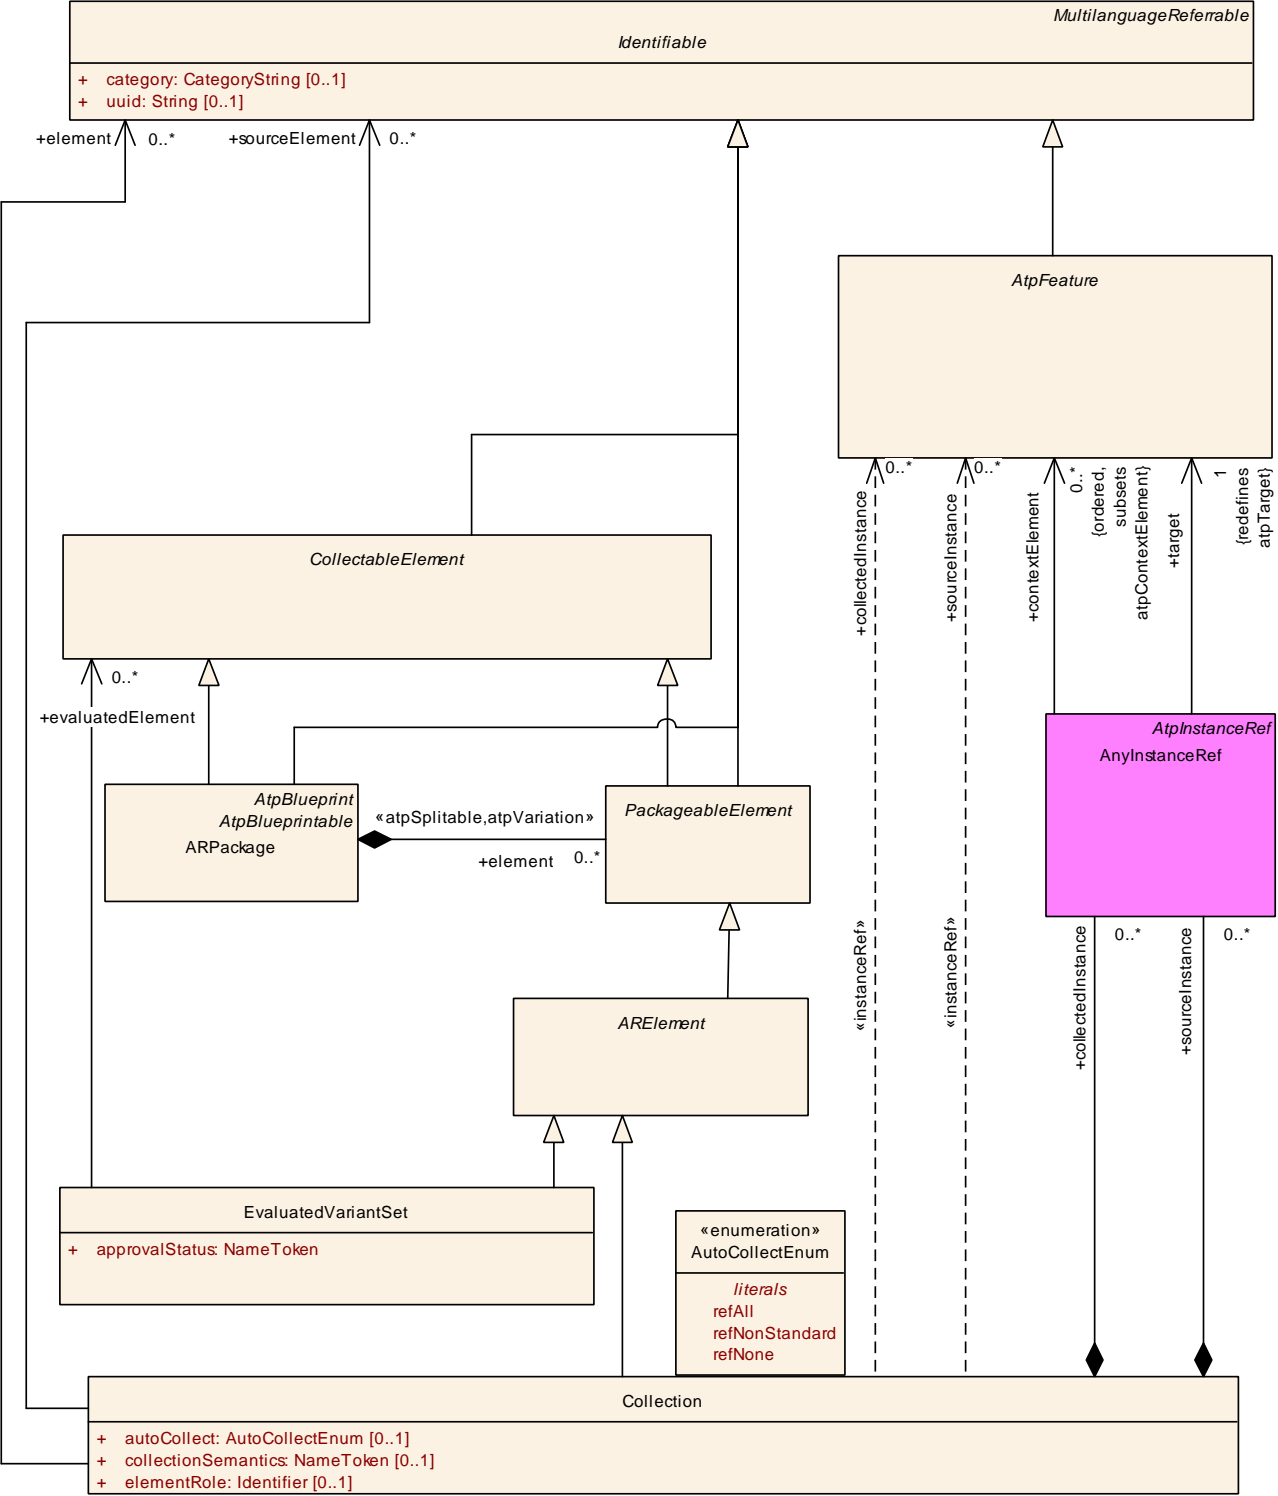 MultilanguageReferrable
Identifiable
+ category: CategoryString [0..1]
+ uuid: String [0..1]
+element 0..*
+sourceElement 0..*
AtpFeature
0..*
+collectedInstance
0..*
+sourceInstance
0..*
+contextElement
{ordered,
subsets
atpContextElement}
+target
1
{redefines
atpTarget}
CollectableElement
0..*
+evaluatedElement
AtpInstanceRef
AnyInstanceRef
AtpBlueprint
AtpBlueprintable
ARPackage
«atpSplitable,atpVariation»
+element 0..*
PackageableElement
«instanceRef»
«instanceRef»
+collectedInstance
0..*
+sourceInstance
0..*
ARElement
EvaluatedVariantSet
+ approvalStatus: NameToken
«enumeration»
AutoCollectEnum
literals
refAll
refNonStandard
refNone
Collection
+ autoCollect: AutoCollectEnum [0..1]
+ collectionSemantics: NameToken [0..1]
+ elementRole: Identifier [0..1]